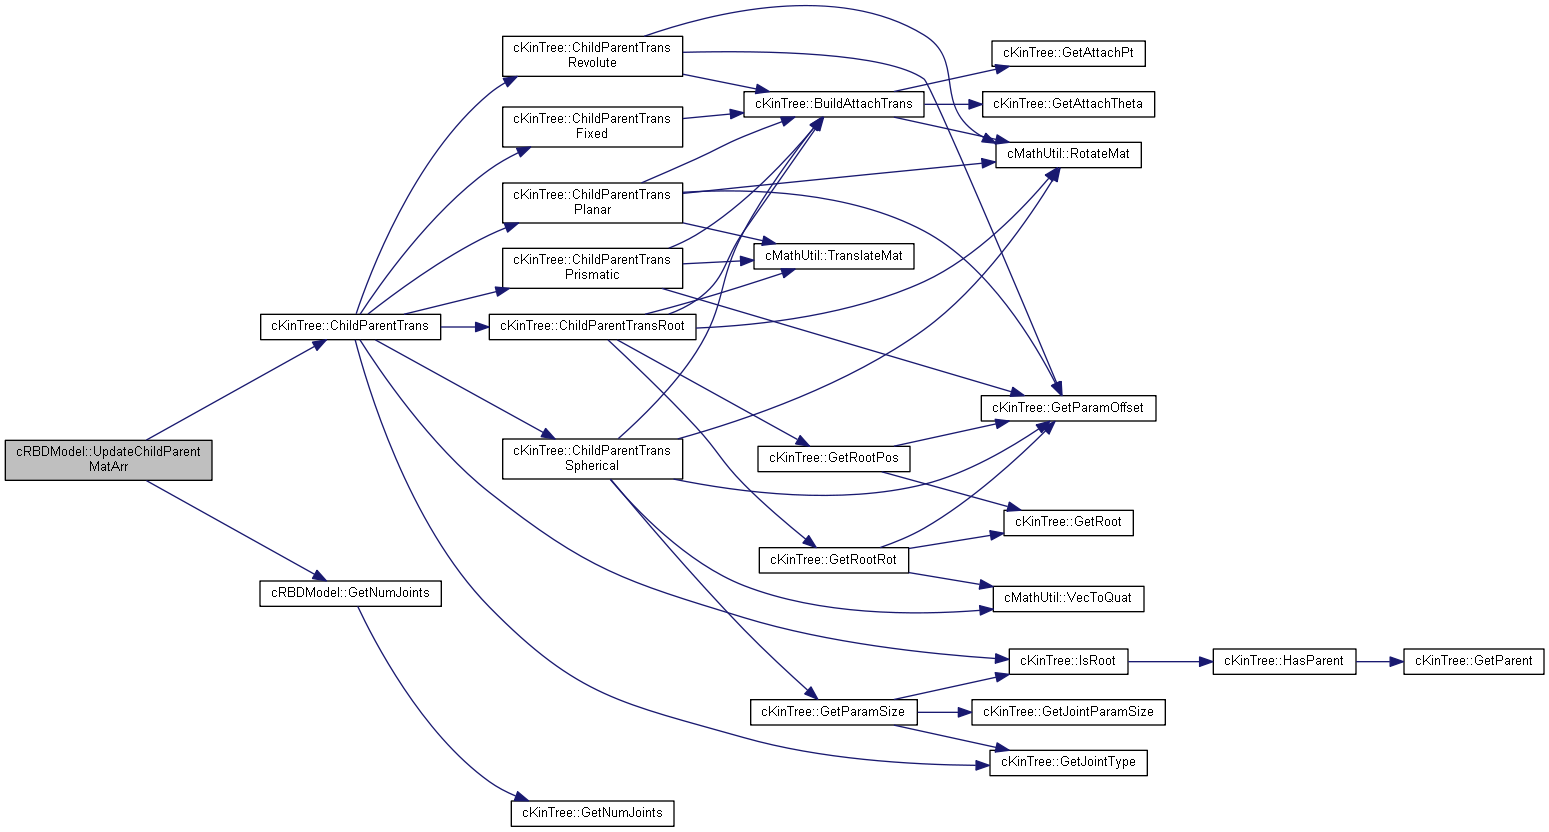 cRBDModel::UpdateChildParent
MatArr
cKinTree::ChildParentTrans
cRBDModel::GetNumJoints
cKinTree::ChildParentTrans
Revolute
cKinTree::ChildParentTrans
Fixed
cKinTree::ChildParentTrans
Planar
cKinTree::ChildParentTrans
Prismatic
cKinTree::ChildParentTransRoot
cKinTree::ChildParentTrans
Spherical
cKinTree::GetNumJoints
cKinTree::BuildAttachTrans
cMathUtil::TranslateMat
cKinTree::GetRootPos
cKinTree::GetRootRot
cKinTree::GetParamSize
cKinTree::GetAttachPt
cKinTree::GetAttachTheta
cMathUtil::RotateMat
cKinTree::GetParamOffset
cKinTree::GetRoot
cMathUtil::VecToQuat
cKinTree::IsRoot
cKinTree::GetJointParamSize
cKinTree::GetJointType
cKinTree::HasParent
cKinTree::GetParent